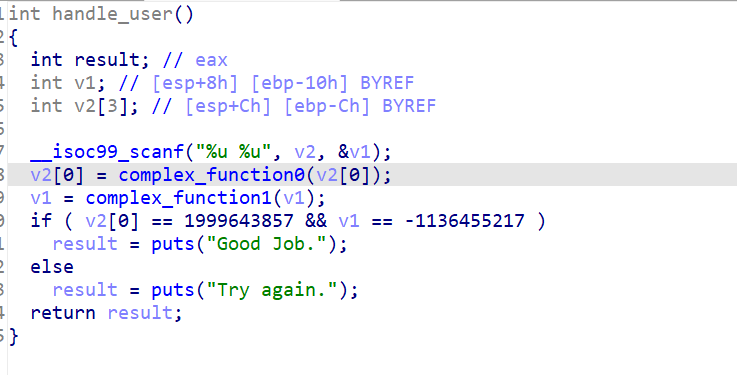 1 int handle_user()
2 {
3 int result; // eax
4 int v1; // [esp+8h] [ebp-10h] BYREF
5 int v2[3]; // [esp+Ch] [ebp-Ch] BYREF
6
7 __isoc99_scanf("%u %u", v2, &v1);
8 v2[0] = complex_function0(v2[0]);
9 v1 = complex_function1(v1);
0 if ( v2[0] == 1999643857 && v1 == -1136455217 )
1 result = puts("Good Job.");
2 else
3 result = puts("Try again.");
4 return result;
5 }